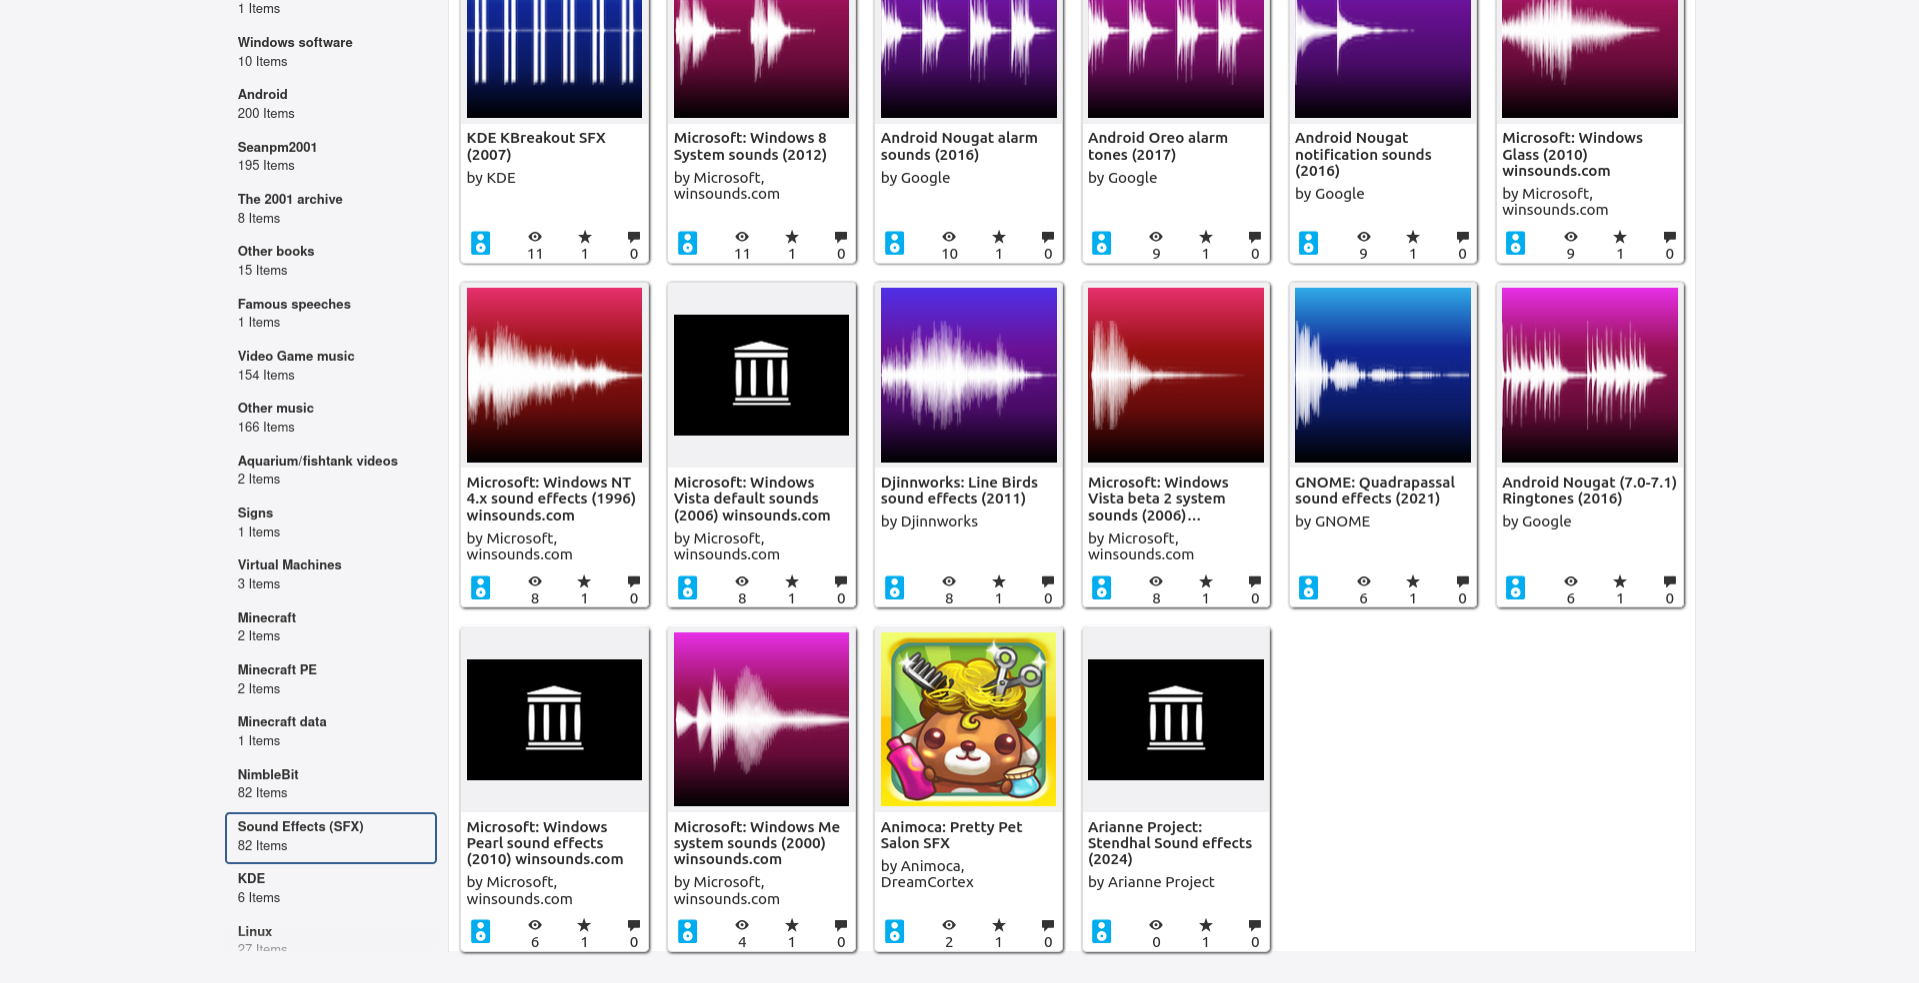 1 Items
Windows software
10 Items
Android
200 Items
Seanpm2001
195 Items
The 2001 archive
8 Items
Other books
15 Items
Famous speeches
1 Items
Video Game music
154 Items
Other music
166 Items
Aquarium/fishtank videos
2 Items
Signs
1 Items
Virtual Machines
3 Items
Minecraft
2 Items
Minecraft PE
2 Items
Minecraft data
1 Items
NimbleBit
82 Items
Sound Effects (SFX)
82 Items
KDE
6 Items
Linux
27 Items
KDE KBreakout SFX
(2007)
by KDE
11
1
0
Microsoft: Windows 8
System sounds (2012)
by Microsoft,
winsounds.com
11
1
0
Android Nougat alarm
sounds (2016)
by Google
10
1
0
Android Oreo alarm
tones (2017)
by Google
9
1
0
Android Nougat
notification sounds
(2016)
by Google
9
1
0
Microsoft: Windows
Glass (2010)
winsounds.com
by Microsoft,
winsounds.com
9
1
0
Microsoft: Windows NT
4.x sound effects (1996)
winsounds.com
by Microsoft,
winsounds.com
8
1
0
Microsoft: Windows
Vista default sounds
(2006) winsounds.com
by Microsoft,
winsounds.com
8
1
0
Djinnworks: Line Birds
sound effects (2011)
by Djinnworks
8
1
0
Microsoft: Windows
Vista beta 2 system
sounds (2006)...
by Microsoft,
winsounds.com
8
1
0
GNOME: Quadrapassal
sound effects (2021)
by GNOME
6
1
0
Android Nougat (7.0-7.1)
Ringtones (2016)
by Google
6
1
0
Microsoft: Windows
Pearl sound effects
(2010) winsounds.com
by Microsoft,
winsounds.com
6
1
0
Microsoft: Windows Me
system sounds (2000)
winsounds.com
by Microsoft,
winsounds.com
4
1
0
Animoca: Pretty Pet
Salon SFX
by Animoca,
DreamCortex
2
1
0
Arianne Project:
Stendhal Sound effects
(2024)
by Arianne Project
0
1
0